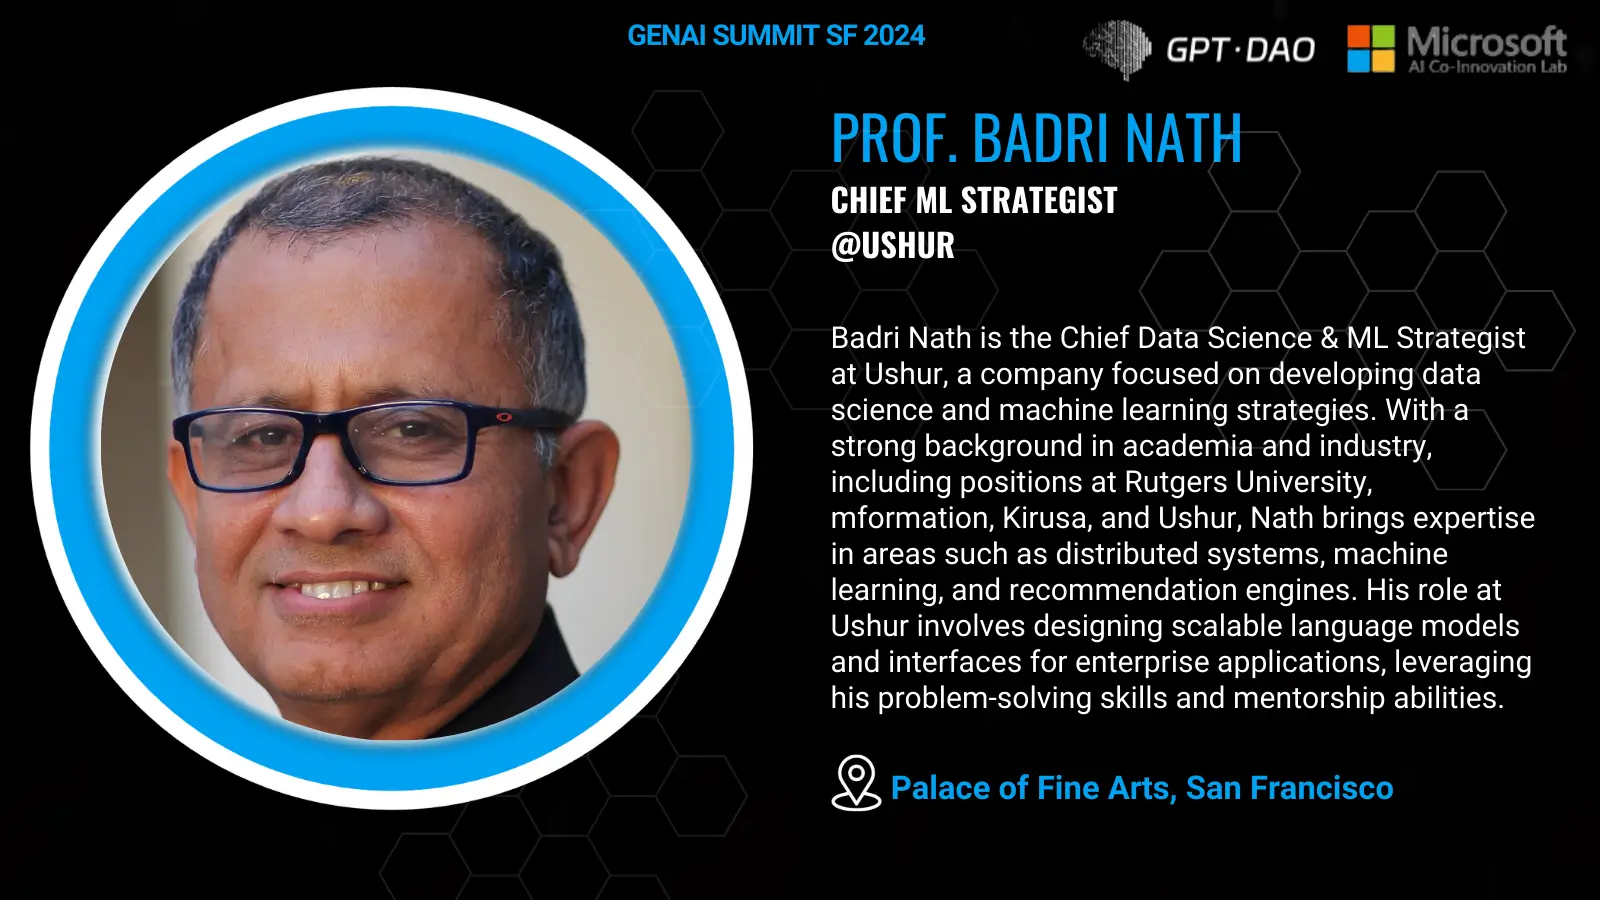 GENAI SUMMIT SF 2024
GPT·DAO
Microsoft
AI Co-Innovation Lab
PROF. BADRI NATH
CHIEF ML STRATEGIST
@USHUR
Badri Nath is the Chief Data Science & ML Strategist
at Ushur, a company focused on developing data
science and machine learning strategies. With a
strong background in academia and industry,
including positions at Rutgers University,
mformation, Kirusa, and Ushur, Nath brings expertise
in areas such as distributed systems, machine
learning, and recommendation engines. His role at
Ushur involves designing scalable language models
and interfaces for enterprise applications, leveraging
his problem-solving skills and mentorship abilities.
Palace of Fine Arts, San Francisco